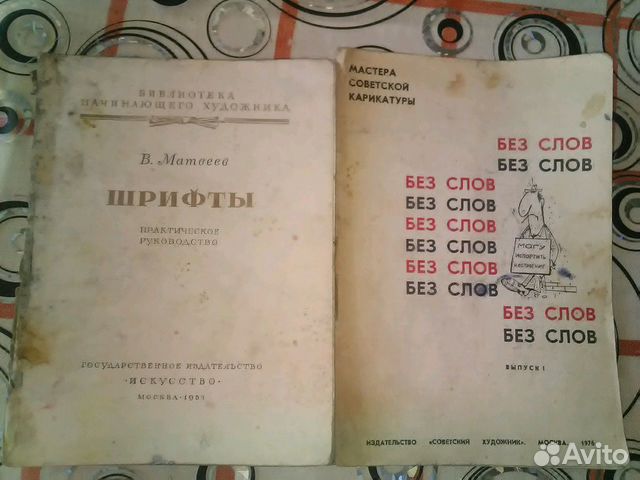 БИБЛИОТЕКА
НАЧИНАЮЩЕГО ХУДОЖНИКА
В. Матвеев
ШРИФТЫ
ПРАКТИЧЕСКОЕ
РУКОВОДСТВО
ГОСУДАРСТВЕННОЕ ИЗДАТЕЛЬСТВО
·ИСКУССТВО·
МОСКВА·
МАСТЕРА
СОВЕТСКОЙ
КАРИКАТУРЫ
БЕЗ СЛОВ
БЕЗ СЛОВ
БЕЗ СЛОВ
БЕЗ СЛОВ
БЕЗ СЛОВ
БЕЗ СЛОВ
БЕЗ СЛОВ
БЕЗ СЛОВ
МОГУ
ИСПОРТИТЬ
НАСТРОЕНИЕ
БЕЗ СЛОВ
БЕЗ СЛОВ
ВЫПУСК I
ИЗДАТЕЛЬСТВО «СОВЕТСКИЙ ХУДОЖНИК». МОСКВА.
Avito